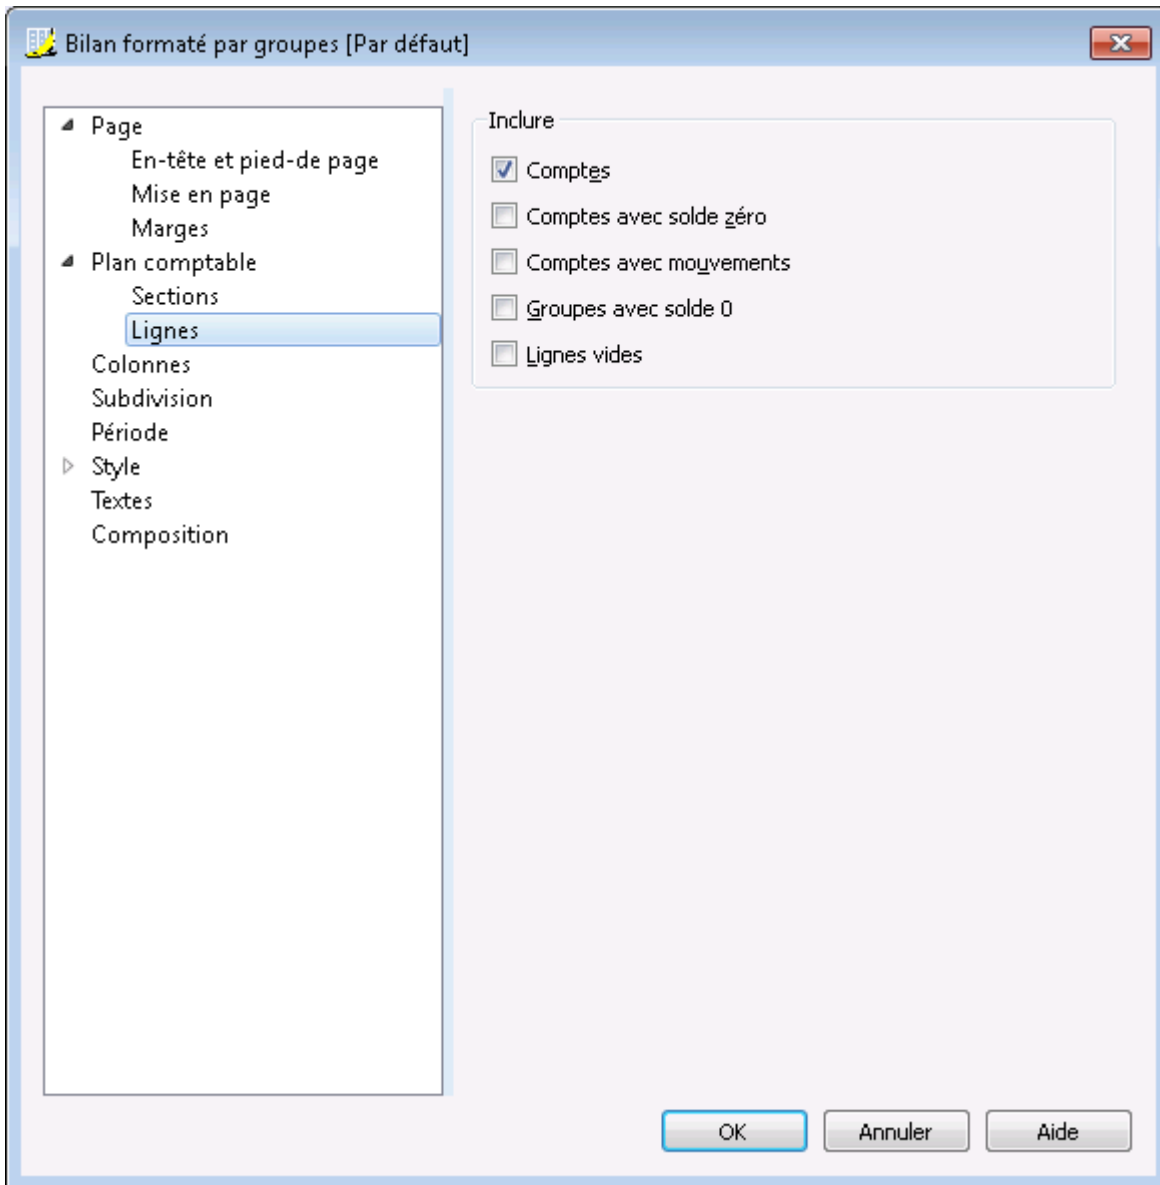 Bilan formaté par groupes [Par défaut]
Page
En-tête et pied-de page
Mise en page
Marges
Plan comptable
Sections
Lignes
Colonnes
Subdivision
Période
Style
Textes
Composition
Inclure
Comptes
Comptes avec solde zéro
Comptes avec mouvements
Groupes avec solde 0
Lignes vides
OK
Annuler
Aide